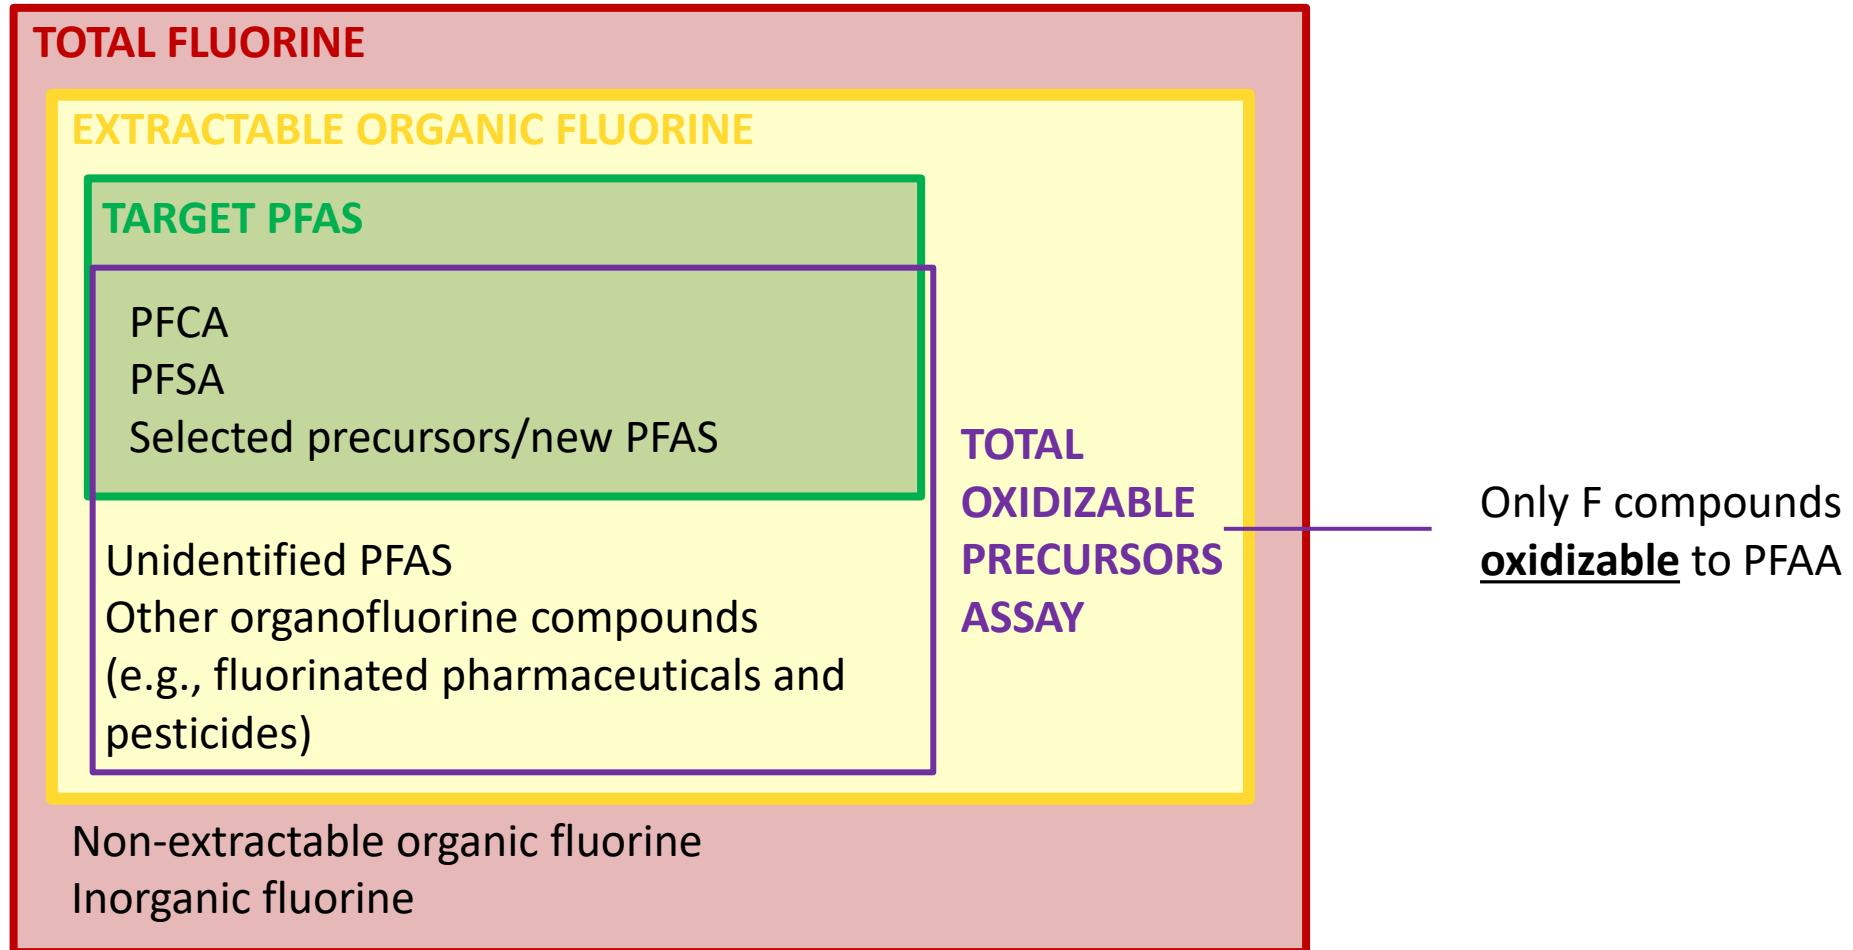 TOTAL FLUORINE
EXTRACTABLE ORGANIC FLUORINE
TARGET PFAS
PFCA
PFSA
Selected precursors/new PFAS
Unidentified PFAS
Other organofluorine compounds
(e.g., fluorinated pharmaceuticals and
pesticides)
TOTAL
OXIDIZABLE
PRECURSORS
ASSAY
Only F compounds
oxidizable to PFAA
Non-extractable organic fluorine
Inorganic fluorine